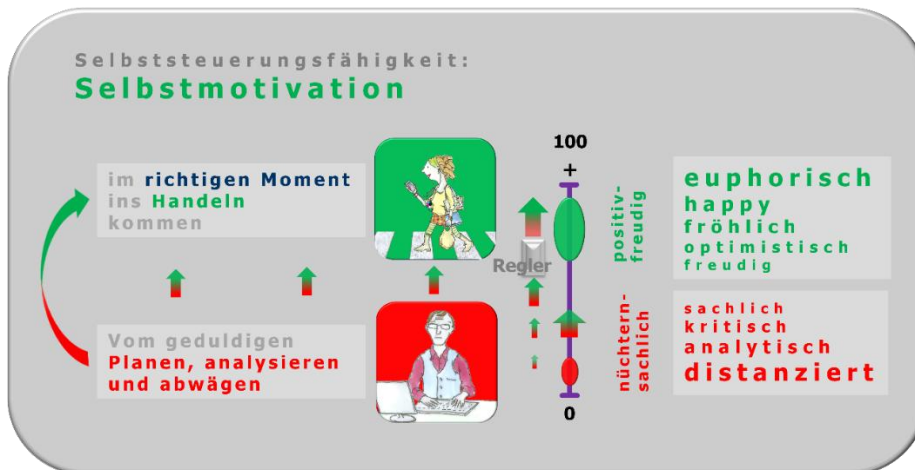 Selbststeuerungsfähigkeit:
Selbstmotivation
im richtigen Moment
ins Handeln
kommen
Vom geduldigen
Planen, analysieren
und abwägen
100
+
Regler
0
positiv-
freudig
nüchtern-
sachlich
euphorisch
happy
fröhlich
optimistisch
freudig
sachlich
kritisch
analytisch
distanziert